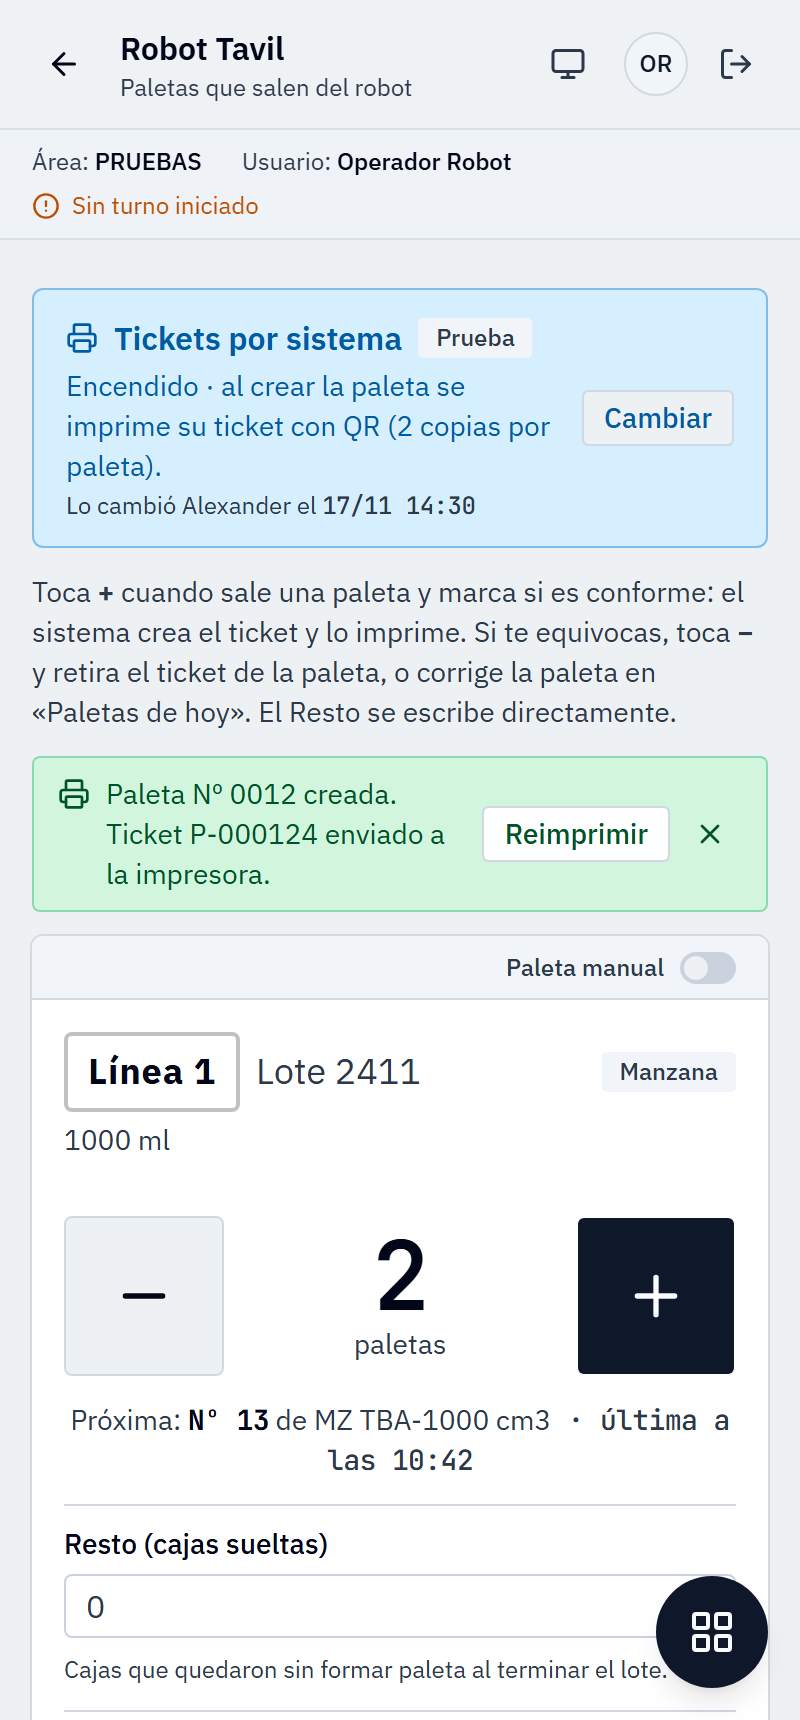 Robot Tavil
Paletas que salen del robot
OR
Área: PRUEBAS Usuario: Operador Robot
Sin turno iniciado
Tickets por sistema Prueba
Encendido · al crear la paleta se
imprime su ticket con QR (2 copias por
paleta).
Lo cambió Alexander el 17/11 14:30
Cambiar
Toca + cuando sale una paleta y marca si es conforme: el
sistema crea el ticket y lo imprime. Si te equivocas, toca −
y retira el ticket de la paleta, o corrige la paleta en
«Paletas de hoy». El Resto se escribe directamente.
Paleta Nº 0012 creada.
Ticket P-000124 enviado a
la impresora.
Reimprimir
Paleta manual
Línea 1 Lote 2411 Manzana
1000 ml
2
paletas
Próxima: Nº 13 de MZ TBA-1000 cm3 · última a
las 10:42
Resto (cajas sueltas)
0
Cajas que quedaron sin formar paleta al terminar el lote.